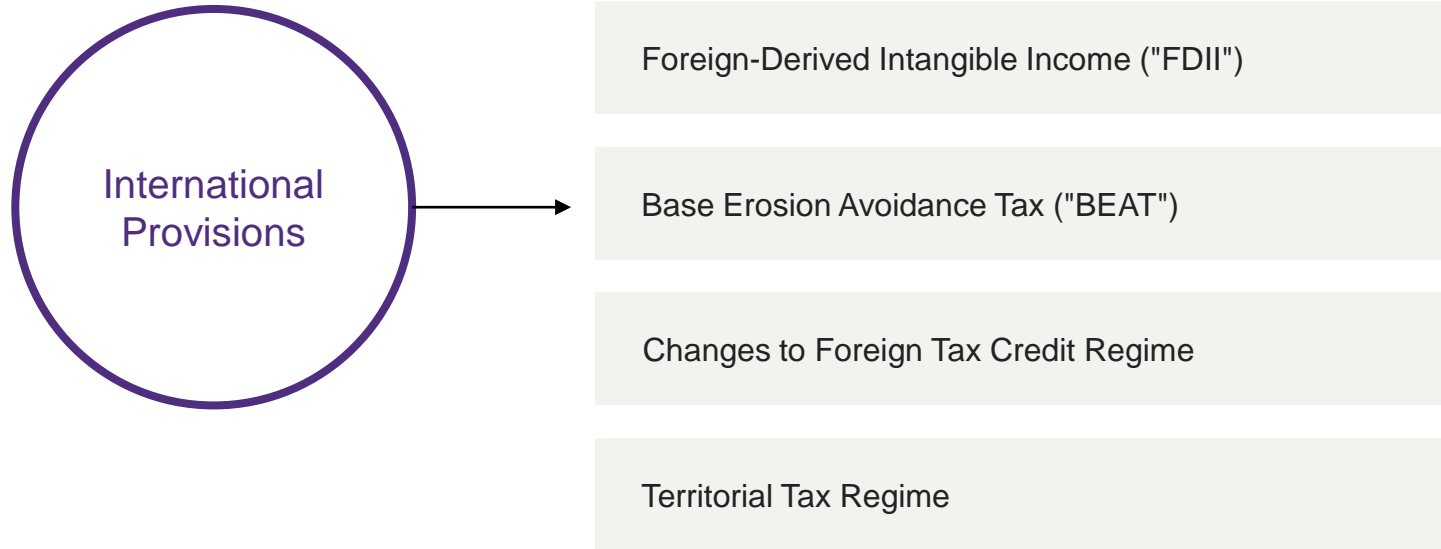 International
Provisions
Foreign-Derived Intangible Income ("FDII")
Base Erosion Avoidance Tax ("BEAT")
Changes to Foreign Tax Credit Regime
Territorial Tax Regime